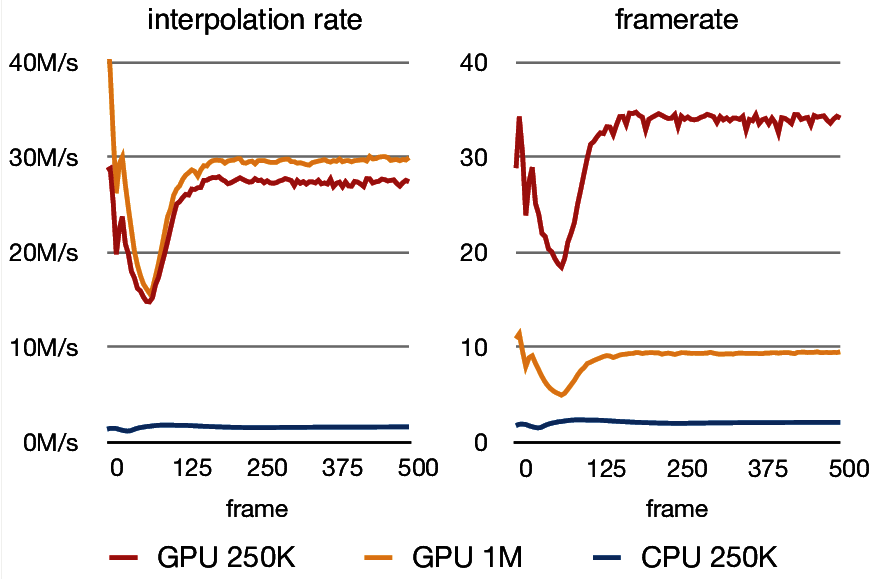 interpolation rate
framerate
40M/s
30M/s
20M/s
10M/s
0M/s
0 125 250 375 500
frame
40
30
20
10
0
0 125 250 375 500
frame
GPU 250K GPU 1M CPU 250K